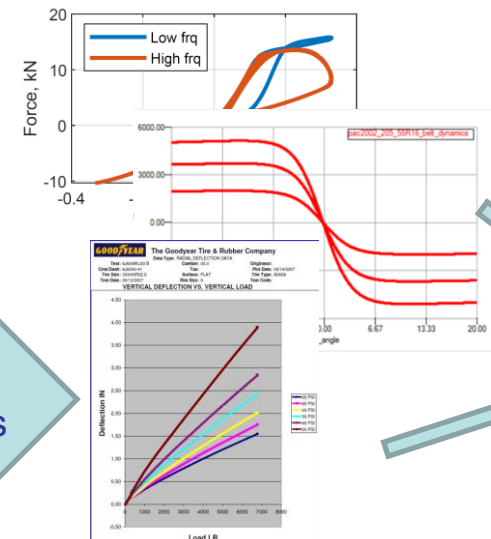 20
Low frq
High frq
10
Force, kN
0
-10
-0.4
6000.00
pac2002_205_55R16_belt_dynamics
3000.00
0.00
0.00
6.67
13.33
20.00
_angle
GOODYEAR
The Goodyear Tire & Rubber Company
Data Type: RADIAL DEFLECTION DATA
VERTICAL DEFLECTION VS. VERTICAL LOAD
4.50
4.00
3.50
3.00
2.50
2.00
1.50
1.00
0.50
0.00
-0.50
Deflection IN
0
1000
2000
3000
4000
5000
6000
7000
8000
Load LB
s